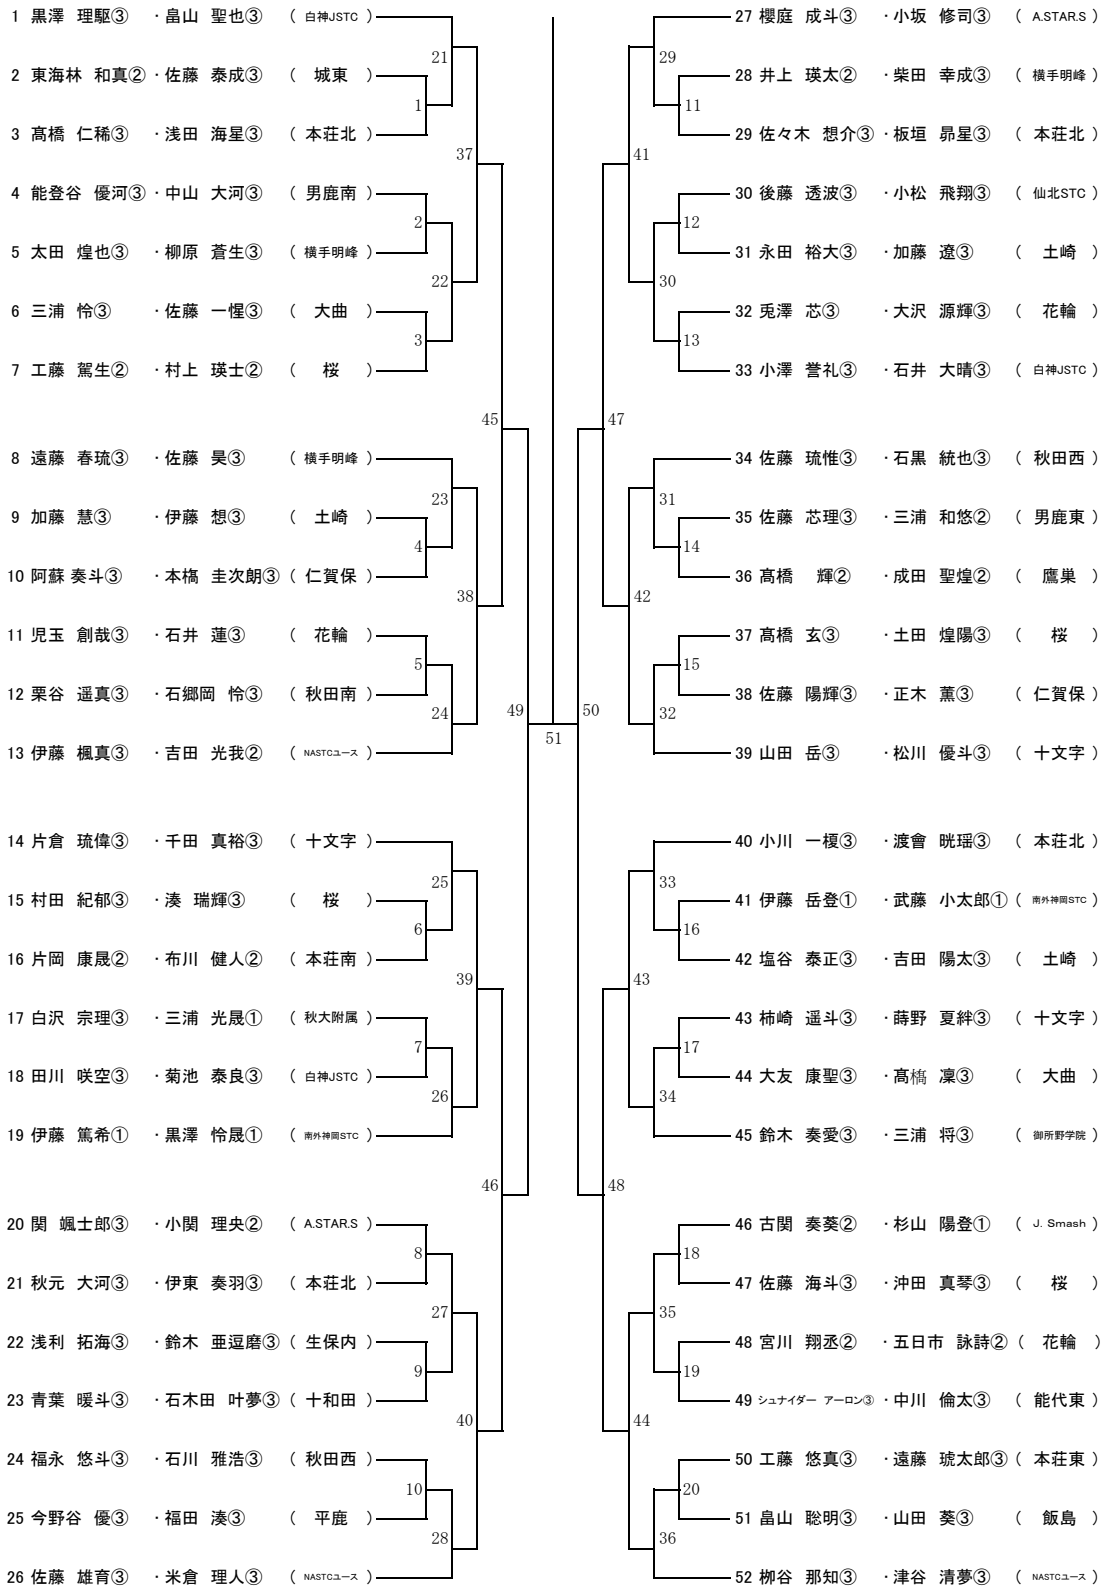 1 黒澤 理駆③ ・畠山 聖也③ （ 白神JSTC ）
2 東海林 和真② ・佐藤 泰成③ （ 城東 ）
3 髙橋 仁稀③ ・浅田 海星③ （ 本荘北 ）
4 能登谷 優河③ ・中山 大河③ （ 男鹿南 ）
5 太田 煌也③ ・柳原 蒼生③ （ 横手明峰 ）
6 三浦 怜③ ・佐藤 一惺③ （ 大曲 ）
7 工藤 駕生② ・村上 瑛士② （ 桜 ）
8 遠藤 春琉③ ・佐藤 昊③ （ 横手明峰 ）
9 加藤 慧③ ・伊藤 想③ （ 土崎 ）
10 阿蘇 奏斗③ ・本橋 圭次朗③ （ 仁賀保 ）
11 児玉 創哉③ ・石井 蓮③ （ 花輪 ）
12 栗谷 遥真③ ・石郷岡 怜③ （ 秋田南 ）
13 伊藤 楓真③ ・吉田 光我② （ NASTCユース ）
14 片倉 琉偉③ ・千田 真裕③ （ 十文字 ）
15 村田 紀郁③ ・湊 瑞輝③ （ 桜 ）
16 片岡 康晟② ・布川 健人② （ 本荘南 ）
17 白沢 宗理③ ・三浦 光晟① （ 秋大附属 ）
18 田川 咲空③ ・菊池 泰良③ （ 白神JSTC ）
19 伊藤 篤希① ・黒澤 怜晟① （ 南外神岡STC ）
20 関 颯士郎③ ・小関 理央② （ A.STAR.S ）
21 秋元 大河③ ・伊東 奏羽③ （ 本荘北 ）
22 浅利 拓海③ ・鈴木 亜逗磨③ （ 生保内 ）
23 青葉 暖斗③ ・石木田 叶夢③ （ 十和田 ）
24 福永 悠斗③ ・石川 雅浩③ （ 秋田西 ）
25 今野谷 優③ ・福田 湊③ （ 平鹿 ）
26 佐藤 雄育③ ・米倉 理人③ （ NASTCユース ）
21
1
37
2
22
3
45
23
4
38
5
24
49
25
6
39
7
26
46
8
27
9
40
10
28
51
29
11
41
12
30
13
47
31
14
42
15
32
50
33
16
43
17
34
48
18
35
19
44
20
36
27 櫻庭 成斗③ ・小坂 修司③ （ A.STAR.S ）
28 井上 瑛太② ・柴田 幸成③ （ 横手明峰 ）
29 佐々木 想介③ ・板垣 昴星③ （ 本荘北 ）
30 後藤 透波③ ・小松 飛翔③ （ 仙北STC ）
31 永田 裕大③ ・加藤 遼③ （ 土崎 ）
32 兎澤 芯③ ・大沢 源輝③ （ 花輪 ）
33 小澤 誉礼③ ・石井 大晴③ （ 白神JSTC ）
34 佐藤 琉惟③ ・石黒 統也③ （ 秋田西 ）
35 佐藤 芯理③ ・三浦 和悠② （ 男鹿東 ）
36 髙橋 輝② ・成田 聖煌② （ 鷹巣 ）
37 髙橋 玄③ ・土田 煌陽③ （ 桜 ）
38 佐藤 陽輝③ ・正木 薫③ （ 仁賀保 ）
39 山田 岳③ ・松川 優斗③ （ 十文字 ）
40 小川 一榎③ ・渡會 晄瑶③ （ 本荘北 ）
41 伊藤 岳登① ・武藤 小太郎① （ 南外神岡STC ）
42 塩谷 泰正③ ・吉田 陽太③ （ 土崎 ）
43 柿崎 遥斗③ ・蒔野 夏絆③ （ 十文字 ）
44 大友 康聖③ ・髙橋 凜③ （ 大曲 ）
45 鈴木 奏愛③ ・三浦 将③ （ 御所野学院 ）
46 古関 奏葵② ・杉山 陽登① （ J. Smash ）
47 佐藤 海斗③ ・沖田 真琴③ （ 桜 ）
48 宮川 翔丞② ・五日市 詠詩② （ 花輪 ）
49 シュナイダー アーロン③ ・中川 倫太③ （ 能代東 ）
50 工藤 悠真③ ・遠藤 琥太郎③ （ 本荘東 ）
51 畠山 聡明③ ・山田 葵③ （ 飯島 ）
52 栁谷 那知③ ・津谷 清夢③ （ NASTCユース ）